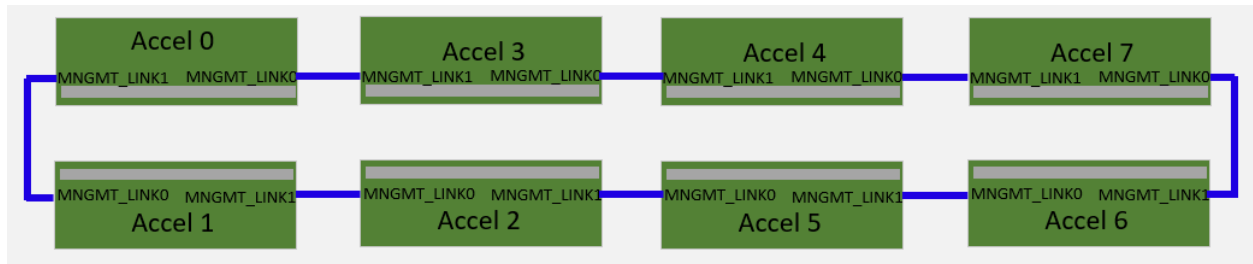 Accel 0
MNGMT_LINK1 MNGMT_LINK0
Accel 3
MNGMT_LINK1 MNGMT_LINK0
Accel 4
MNGMT_LINK1 MNGMT_LINK0
Accel 7
MNGMT_LINK1 MNGMT_LINK0
MNGMT_LINK0 MNGMT_LINK1
Accel 1
MNGMT_LINK0 MNGMT_LINK1
Accel 2
MNGMT_LINK0 MNGMT_LINK1
Accel 5
MNGMT_LINK0 MNGMT_LINK1
Accel 6